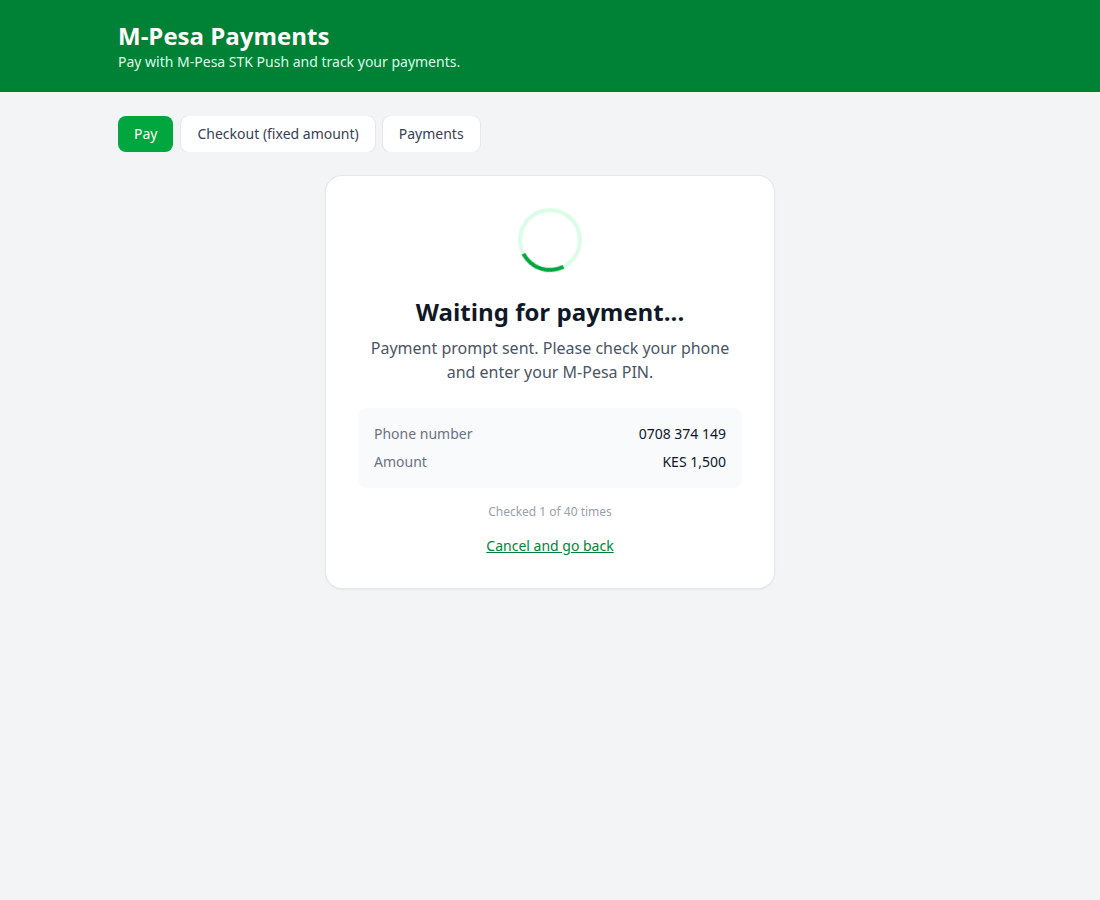 M-Pesa Payments
Pay with M-Pesa STK Push and track your payments.
Pay
Checkout (fixed amount)
Payments
Waiting for payment...
Payment prompt sent. Please check your phone
and enter your M-Pesa PIN.
Phone number 0708 374 149
Amount KES 1,500
Checked 1 of 40 times
Cancel and go back